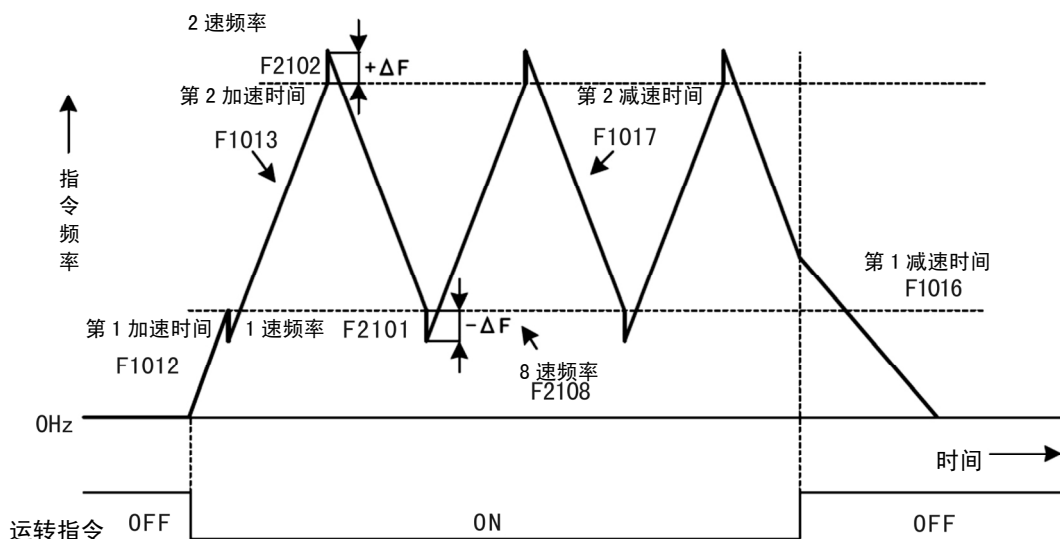 2 速频率
F2102
+ΔF
第 2 加速时间
第 2 减速时间
F1013
F1017
指令频率
第 1 减速时间
F1016
第 1 加速时间
1 速频率
F2101
-ΔF
F1012
8 速频率
F2108
0Hz
时间
运转指令
OFF
ON
OFF